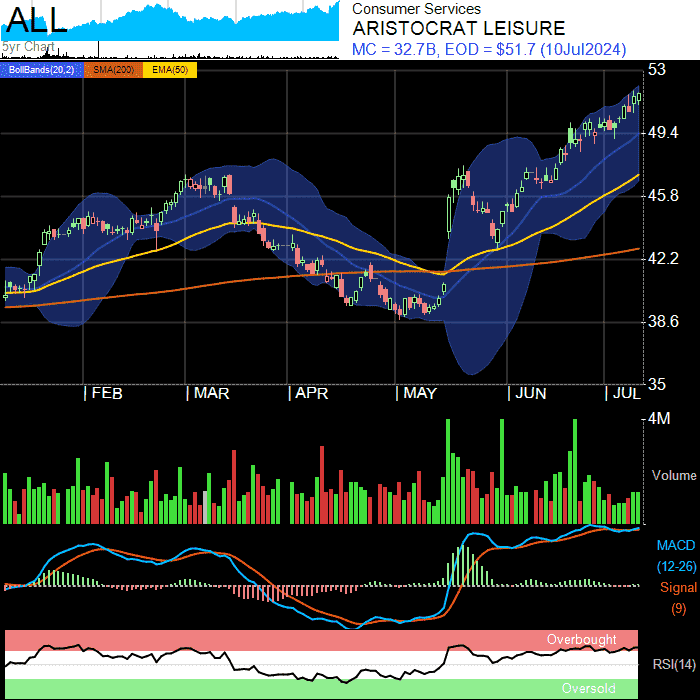 ALL
5yr Chart
Consumer Services
ARISTOCRAT LEISURE
MC = 32.7B, EOD = $51.7 (10Jul2024)
BollBands(20,2) SMA(200) EMA(50)
53
49.4
45.8
42.2
38.6
35
FEB MAR APR MAY JUN JUL
4M
Volume
MACD
(12-26)
Signal
(9)
Overbought
RSI(14)
Oversold